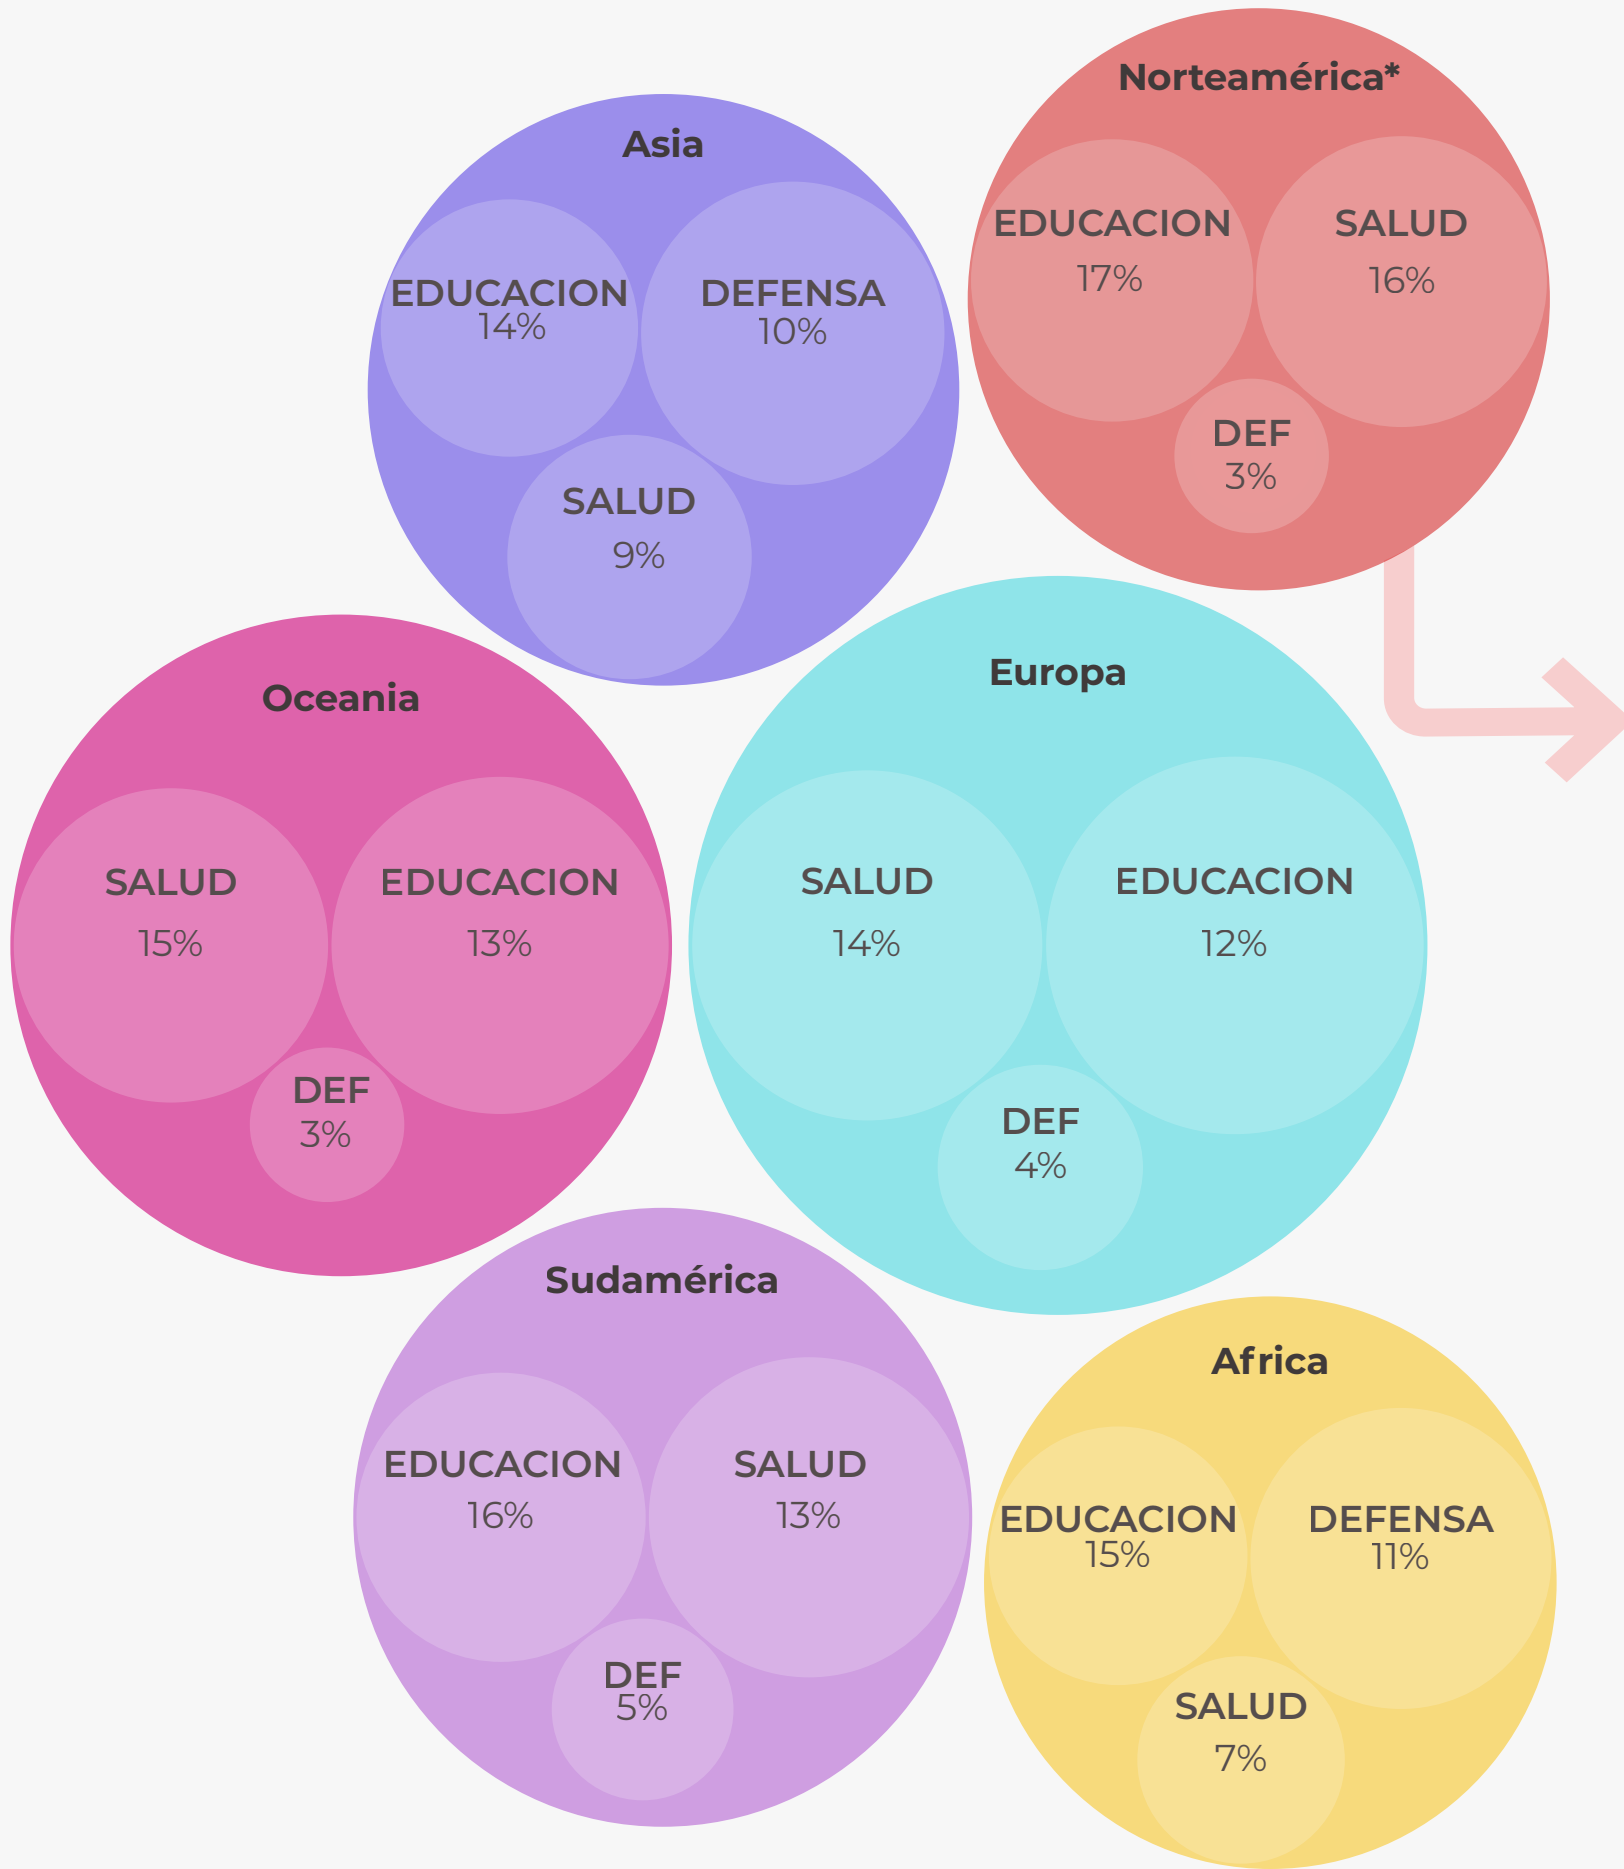 Norteamérica*
EDUCACION
17%
SALUD
16%
DEF
3%
Asia
EDUCACION
14%
DEFENSA
10%
SALUD
9%
Europa
SALUD
14%
EDUCACION
12%
DEF
4%
Oceania
SALUD
15%
EDUCACION
13%
DEF
3%
Sudamérica
EDUCACION
16%
SALUD
13%
DEF
5%
Africa
EDUCACION
15%
DEFENSA
11%
SALUD
7%